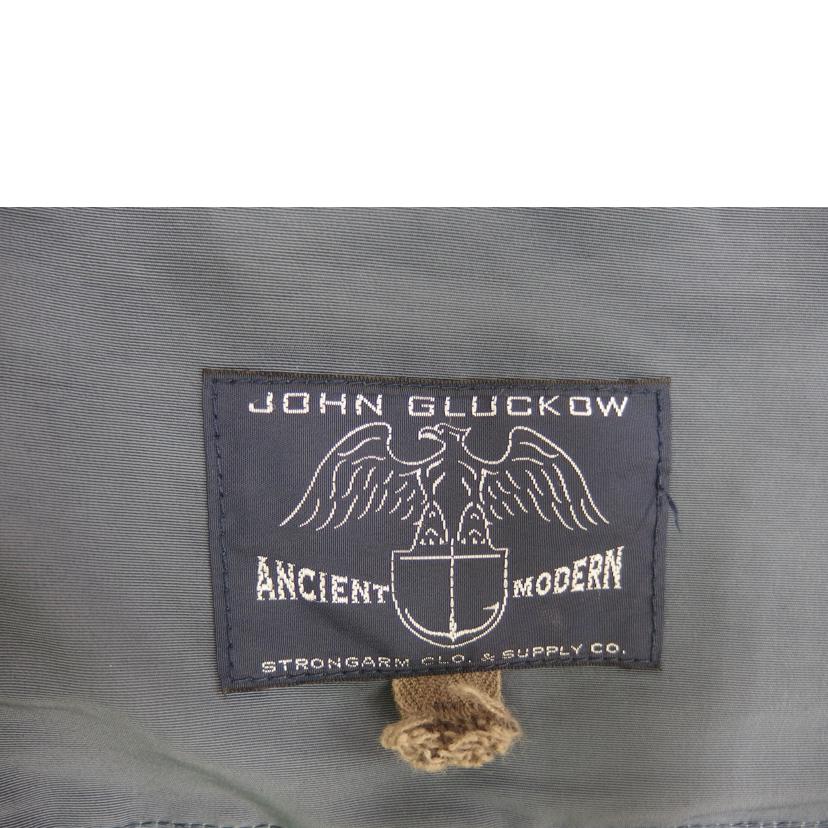 JOHN GLUCKOW
ANCIENT MODERN
STRONGARM CLO. & SUPPLY CO.